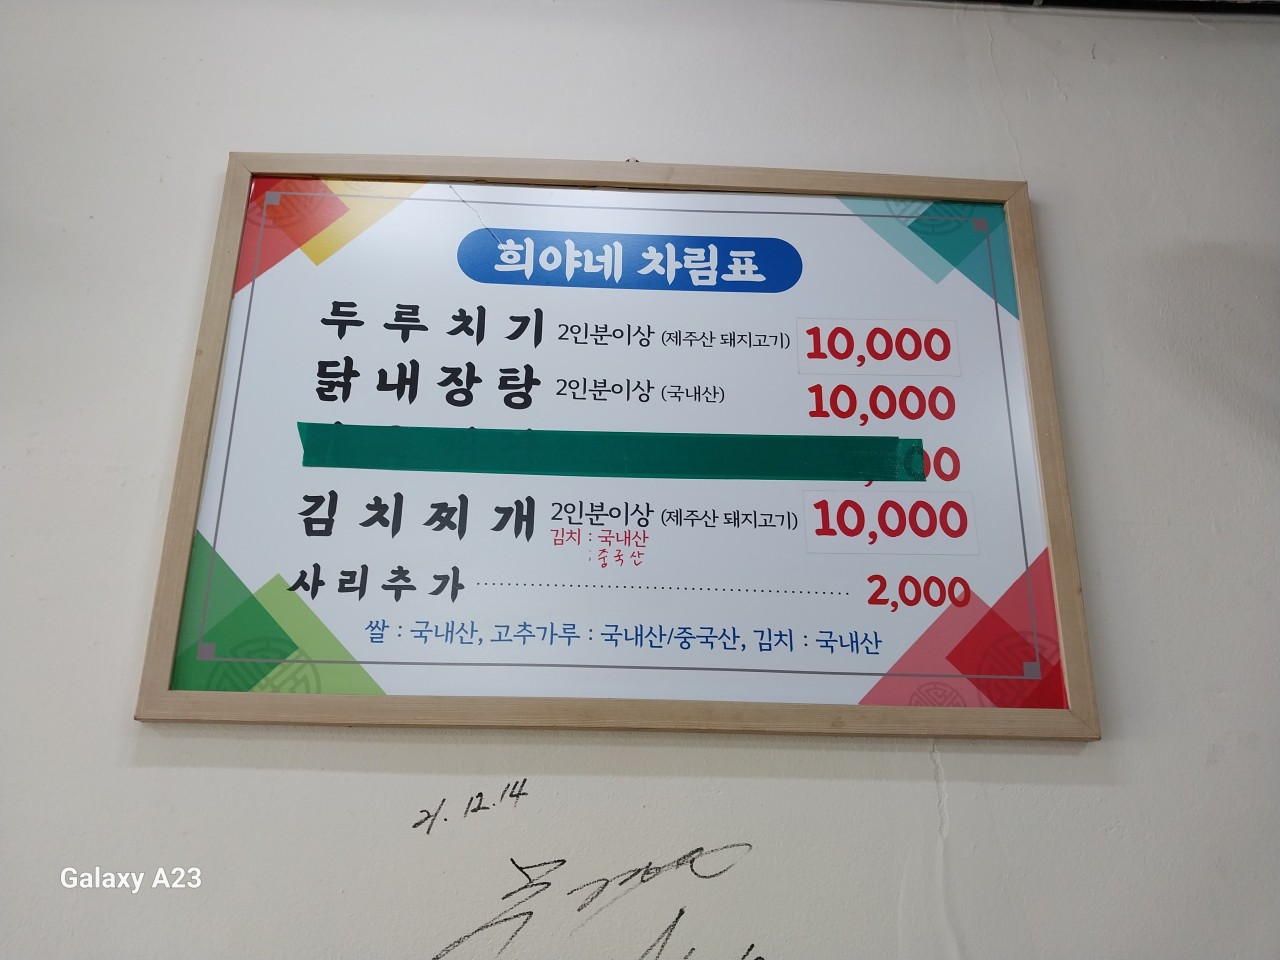 희야네 차림표
두루치기 2인분이상 (제주산 돼지고기) 10,000
닭내장탕 2인분이상 (국내산) 10,000
00
김치찌개 2인분이상 (제주산 돼지고기) 10,000
김치 : 국내산
: 중국산
사리추가 2,000
쌀 : 국내산, 고추가루 : 국내산/중국산, 김치 : 국내산
21. 12. 14
Galaxy A23